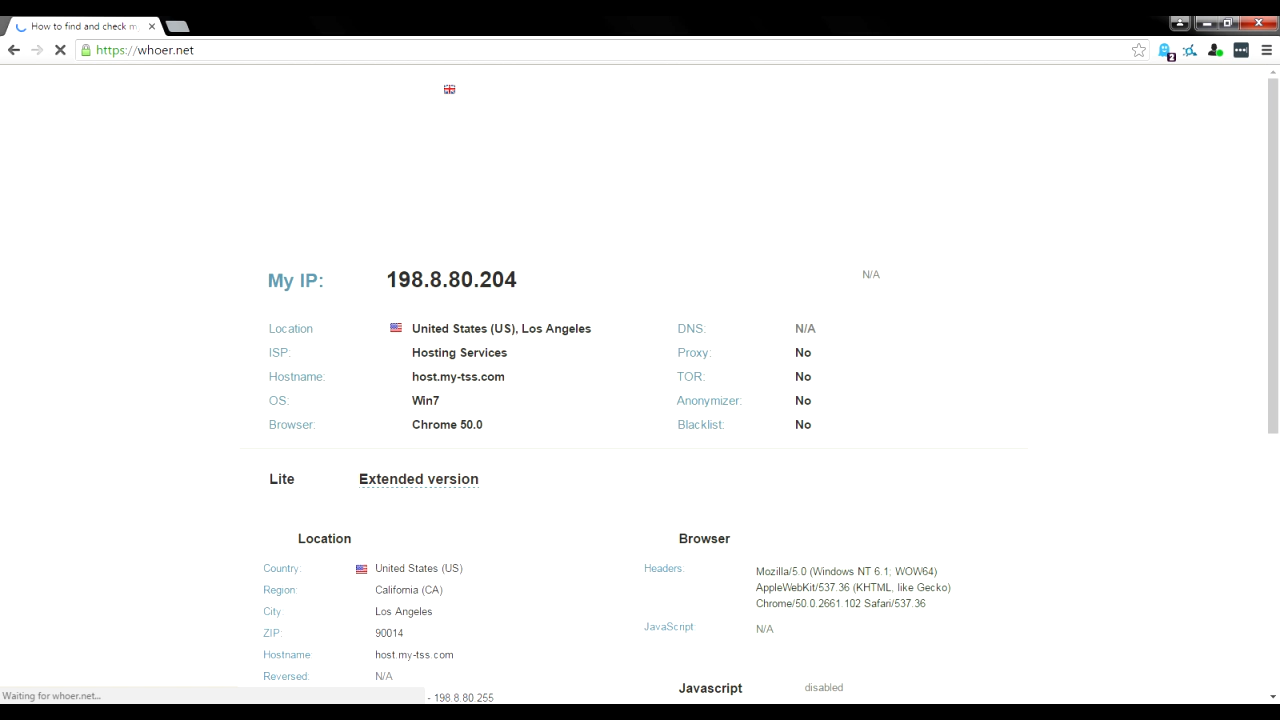 How to find and check m
https://whoer.net
2
My IP:
198.8.80.204
N/A
Location
United States (US), Los Angeles
DNS:
N/A
ISP:
Hosting Services
Proxy:
No
Hostname:
host.my-tss.com
TOR:
No
OS:
Win7
Anonymizer:
No
Browser:
Chrome 50.0
Blacklist:
No
Lite
Extended version
Location
Browser
Country:
United States (US)
Headers:
Mozilla/5.0 (Windows NT 6.1; WOW64)
AppleWebKit/537.36 (KHTML, like Gecko)
Chrome/50.0.2661.102 Safari/537.36
Region:
California (CA)
City
Los Angeles
JavaScript:
N/A
ZIP:
90014
Hostname
host.my-tss.com
Reversed:
N/A
Javascript
disabled
- 198.8.80.255
Waiting for whoer.net...